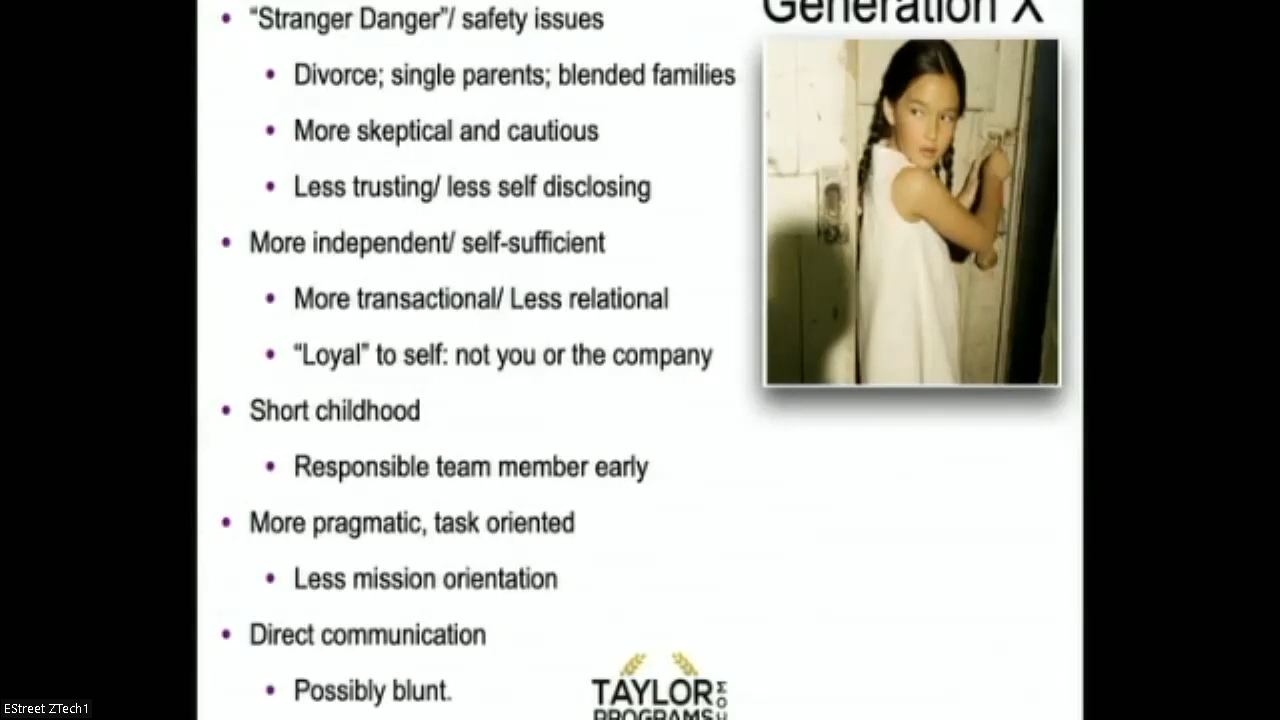 Generation X
• “Stranger Danger”/ safety issues
• Divorce; single parents; blended families
• More skeptical and cautious
• Less trusting/ less self disclosing
• More independent/ self-sufficient
• More transactional/ Less relational
• “Loyal” to self: not you or the company
• Short childhood
• Responsible team member early
• More pragmatic, task oriented
• Less mission orientation
• Direct communication
• Possibly blunt.
TAYLOR
PROGRAMS
.COM
EStreet ZTech1